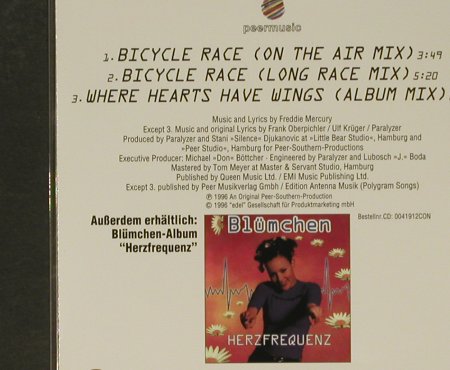 peermusic
1. BICYCLE RACE (ON THE AIR MIX) 3:49
2. BICYCLE RACE (LONG RACE MIX) 5:20
3. WHERE HEARTS HAVE WINGS (ALBUM MIX)
Music and Lyrics by Freddie Mercury
Except 3. Music and original Lyrics by Frank Oberpichler / Ulf Krüger / Paralyzer
Produced by Paralyzer and Stani »Silence« Djukanovic at »Little Bear Studio«, Hamburg and
»Peer Studio«, Hamburg for Peer-Southern-Productions
Executive Producer: Michael »Don« Böttcher · Engineered by Paralyzer and Lubosch »J.« Boda
Mastered by Tom Meyer at Master & Servant Studio, Hamburg
Published by Queen Music Ltd. / EMI Music Publishing Ltd.
Except 3. published by Peer Musikverlag Gmbh / Edition Antenna Musik (Polygram Songs)
℗ 1996 An Original Peer-Southern-Production
© 1996 "edel" Gesellschaft für Produktmarketing mbH
Außerdem erhältlich:
Blümchen-Album
"Herzfrequenz"
Bestellnr.CD: 0041912CON
Blümchen
HERZFREQUENZ